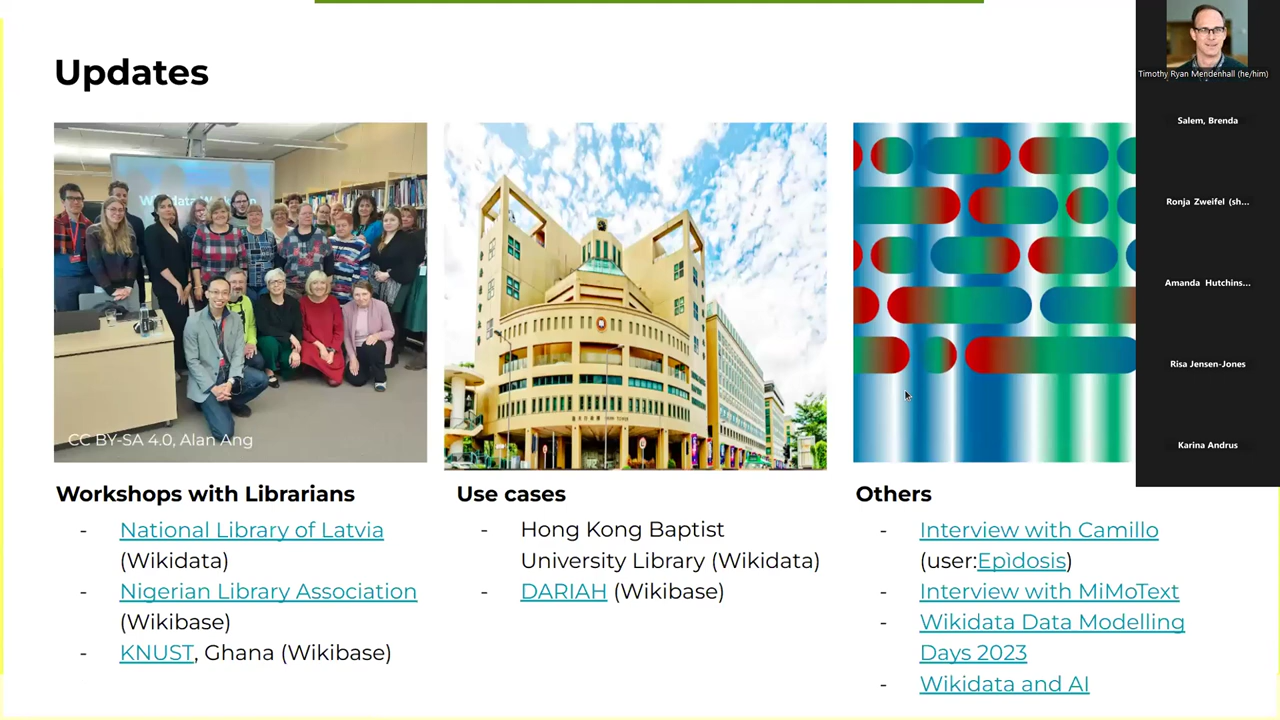 Updates
Timothy Ryan Mendenhall (he/him)
Salem, Brenda
Ronja Zweifel (sh...
Amanda Hutchins...
Risa Jensen-Jones
Karina Andrus
CC BY-SA 4.0, Alan Ang
Workshops with Librarians
- National Library of Latvia
(Wikidata)
- Nigerian Library Association
(Wikibase)
- KNUST, Ghana (Wikibase)
Use cases
- Hong Kong Baptist
University Library (Wikidata)
- DARIAH (Wikibase)
Others
- Interview with Camillo
(user:Epìdosis)
- Interview with MiMoText
- Wikidata Data Modelling
Days 2023
- Wikidata and AI